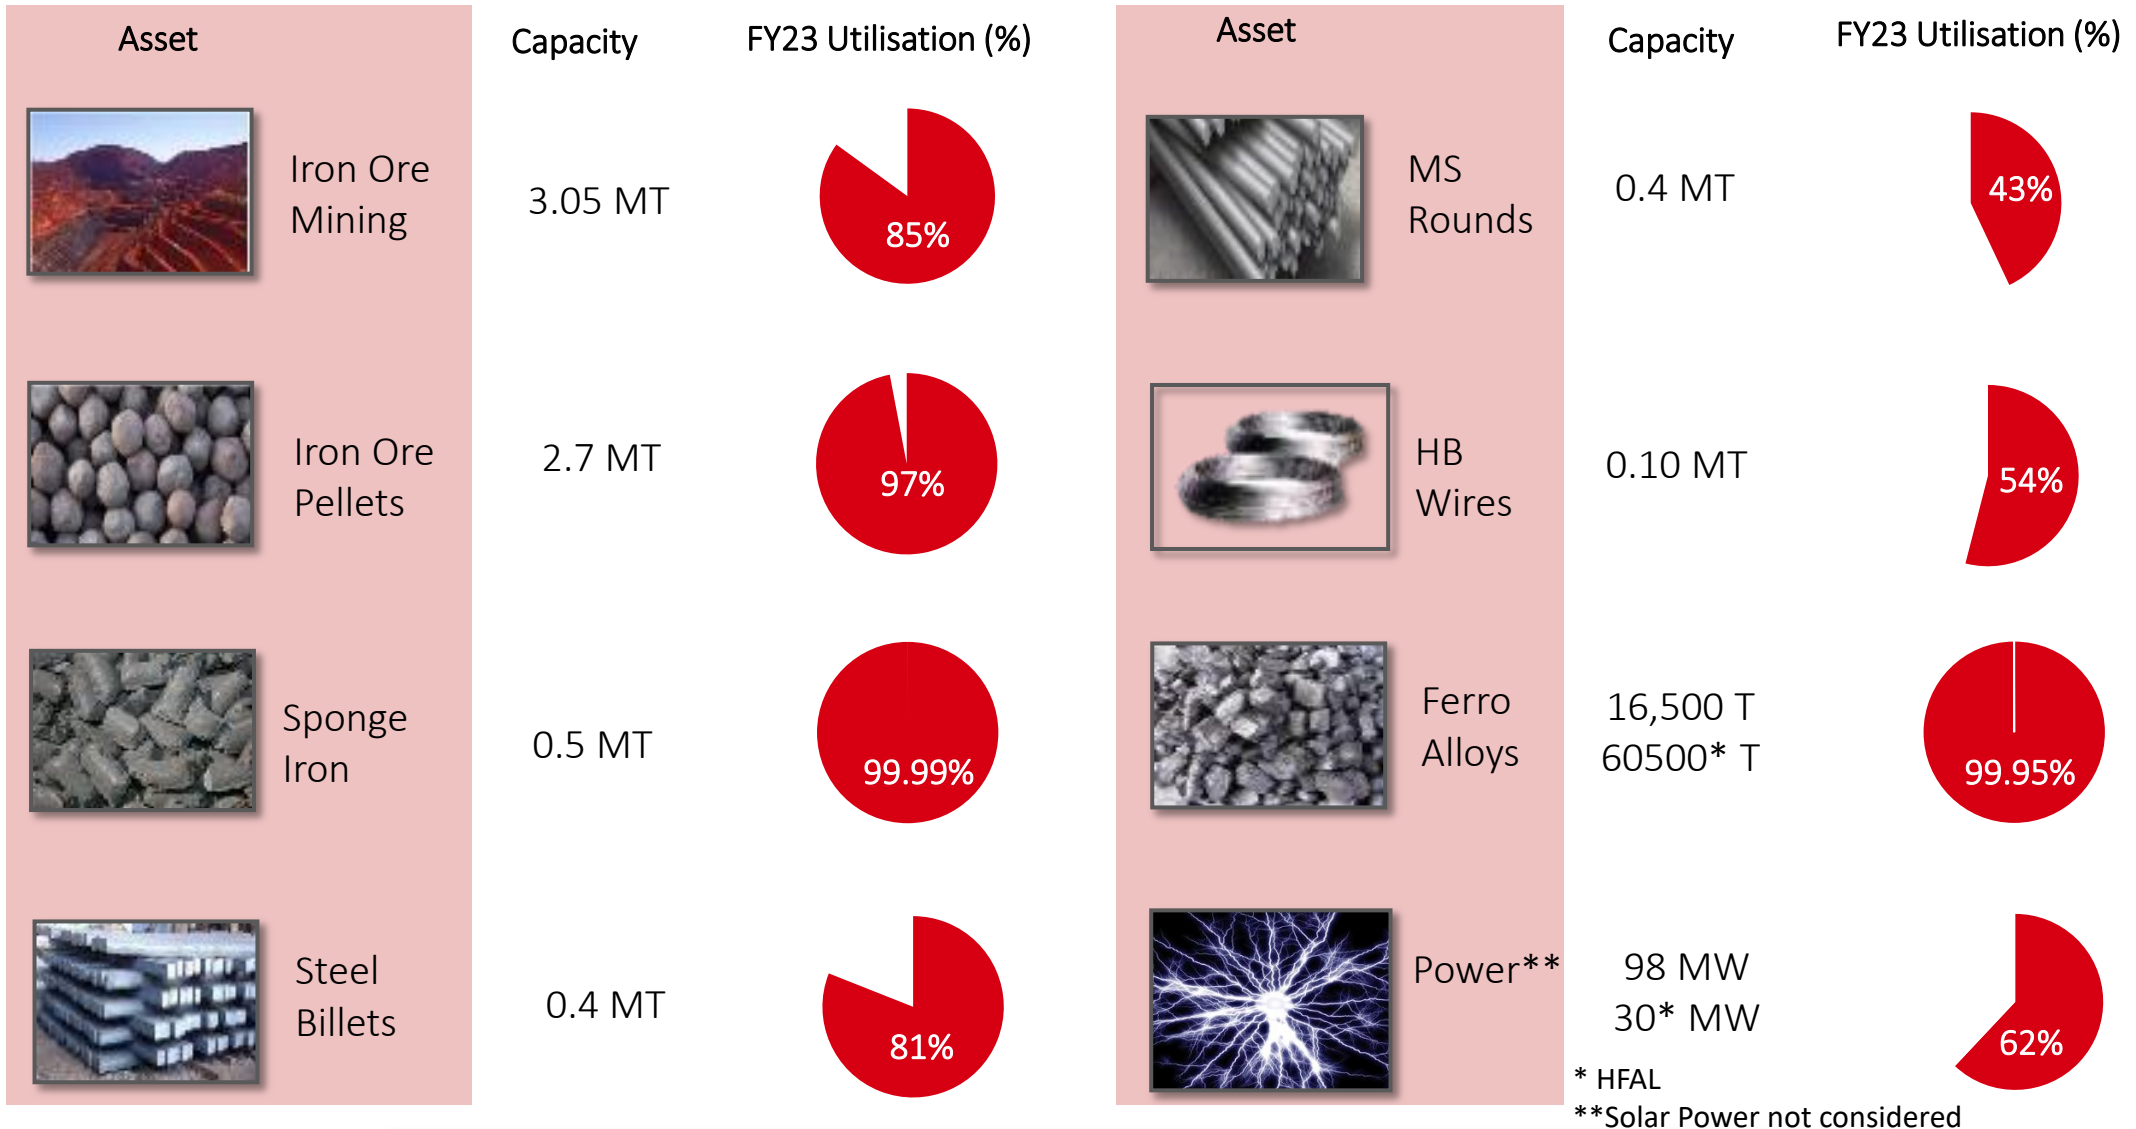 Asset
Capacity
FY23 Utilisation (%)
Iron Ore
Mining
3.05 MT
85%
Iron Ore
Pellets
2.7 MT
97%
Sponge
Iron
0.5 MT
99.99%
Steel
Billets
0.4 MT
81%
Asset
Capacity
FY23 Utilisation (%)
MS
Rounds
0.4 MT
43%
HB
Wires
0.10 MT
54%
Ferro
Alloys
16,500 T
60500* T
99.95%
Power**
98 MW
30* MW
62%
* HFAL
**Solar Power not considered